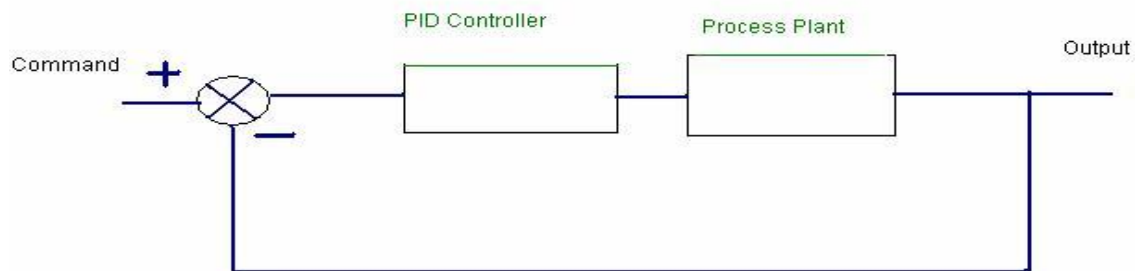 PID Controller
Process Plant
Output
Command
+
−